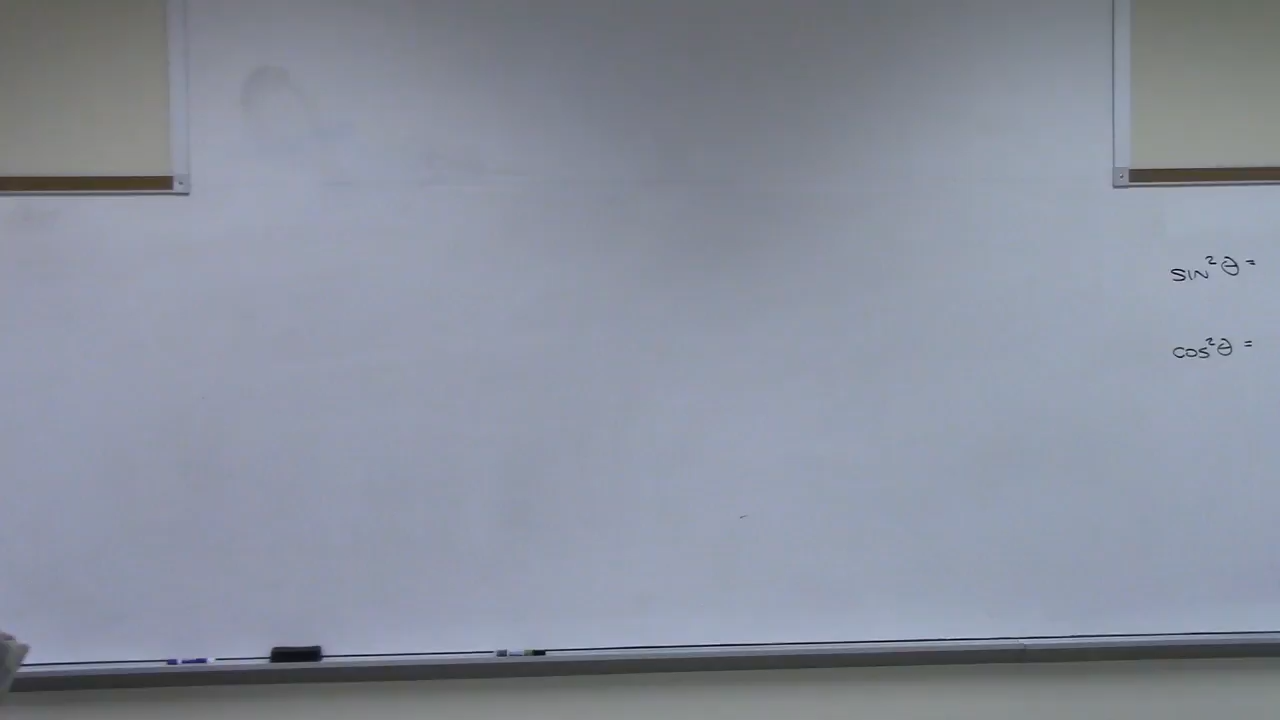 sin²θ =
cos²θ =